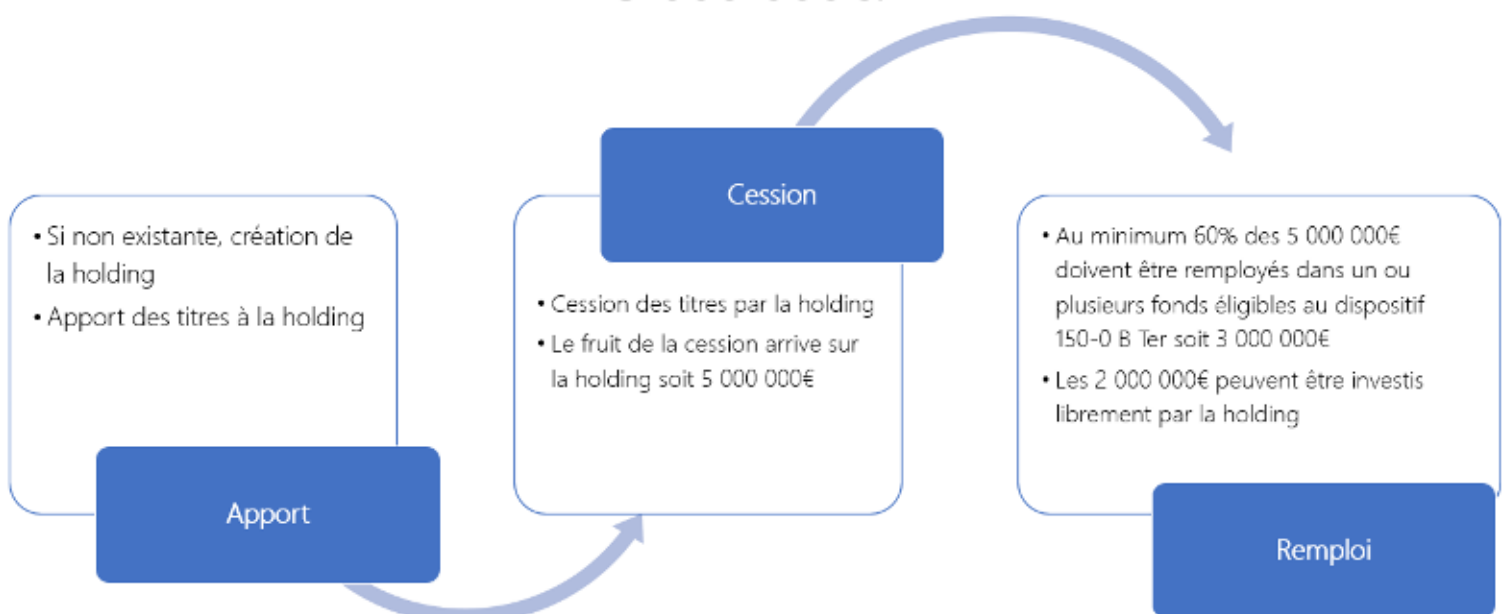 • Si non existante, création de
la holding
• Apport des titres à la holding
Apport
Cession
• Cession des titres par la holding
• Le fruit de la cession arrive sur
la holding soit 5 000 000€
• Au minimum 60% des 5 000 000€
doivent être remployés dans un ou
plusieurs fonds éligibles au dispositif
150-0 B Ter soit 3 000 000€
• Les 2 000 000€ peuvent être investis
librement par la holding
Remploi